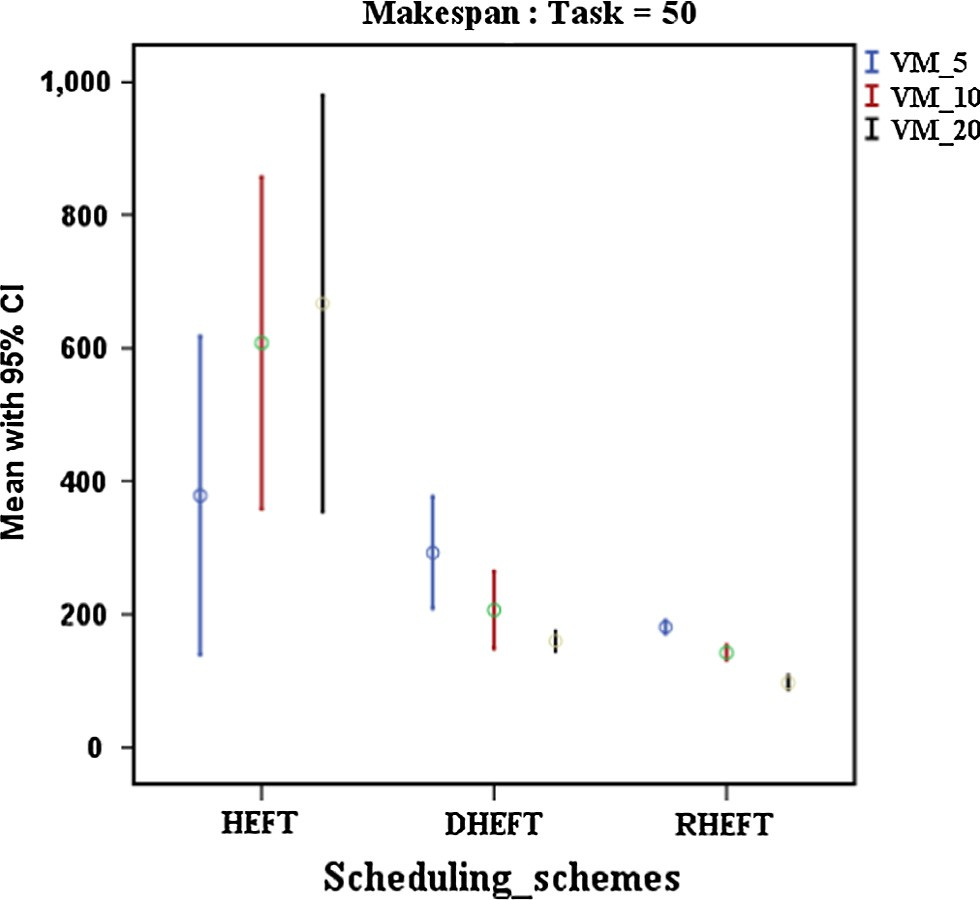 Makespan : Task = 50
VM_5
VM_10
VM_20
1,000
800
600
400
200
0
Mean with 95% CI
HEFT DHEFT RHEFT
Scheduling_schemes